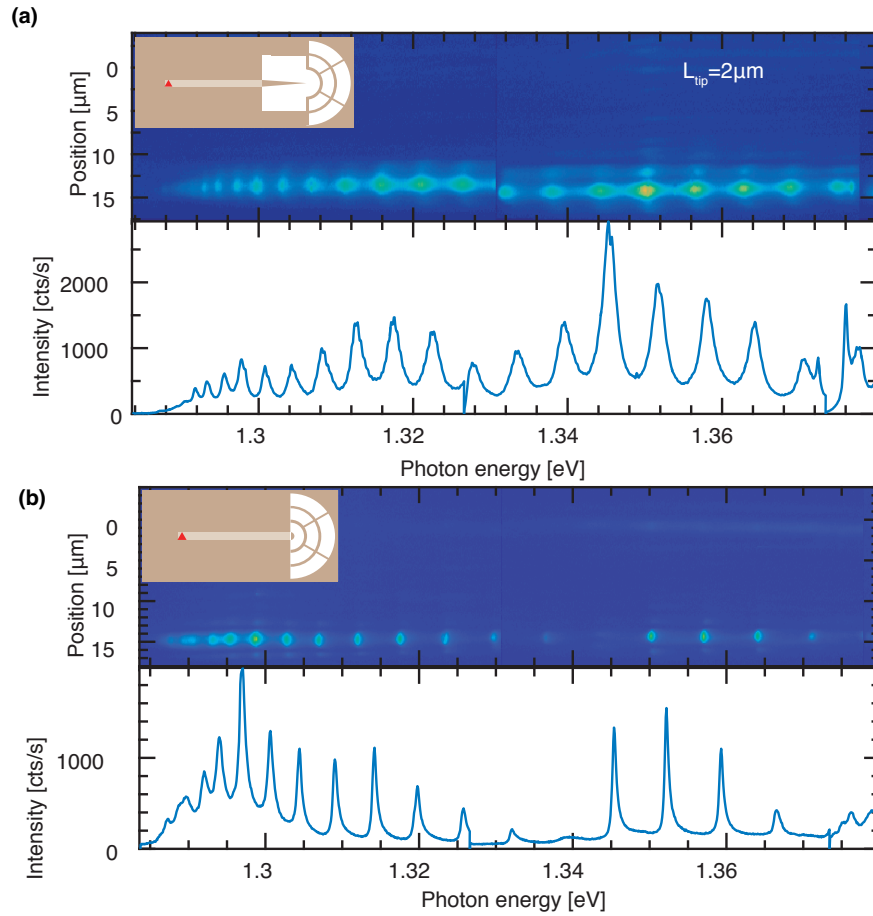 (a)
L_tip=2µm
0
5
10
15
Position [µm]
2000
1000
0
Intensity [cts/s]
1.3
1.32
1.34
1.36
Photon energy [eV]
(b)
0
5
10
15
Position [µm]
1000
0
Intensity [cts/s]
1.3
1.32
1.34
1.36
Photon energy [eV]